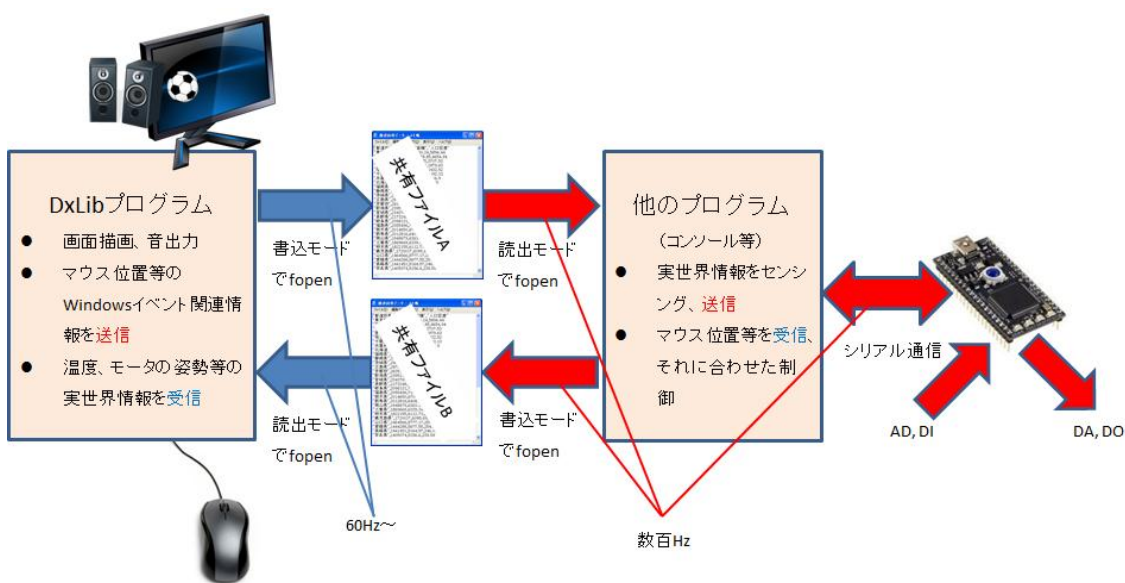 DxLibプログラム
● 画面描画、音出力
● マウス位置等の
Windowsイベント関連情
報を送信
● 温度、モータの姿勢等の
実世界情報を受信
書込モード
でfopen
共有ファイルA
読出モード
でfopen
読出モード
でfopen
共有ファイルB
書込モード
でfopen
他のプログラム
(コンソール等)
● 実世界情報をセンシ
ング、送信
● マウス位置等を受信、
それに合わせた制
御
シリアル通信
AD, DI
DA, DO
60Hz~
数百Hz